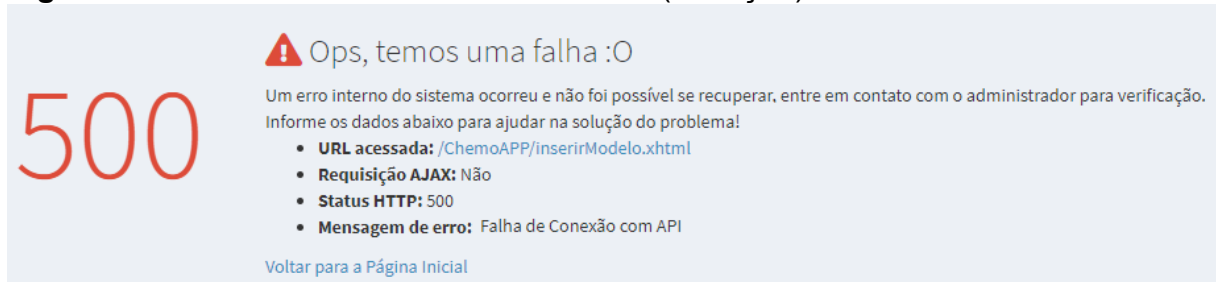 Ops, temos uma falha :O
500
Um erro interno do sistema ocorreu e não foi possível se recuperar, entre em contato com o administrador para verificação.
Informe os dados abaixo para ajudar na solução do problema!
• URL acessada: /ChemoAPP/inserirModelo.xhtml
• Requisição AJAX: Não
• Status HTTP: 500
• Mensagem de erro: Falha de Conexão com API
Voltar para a Página Inicial